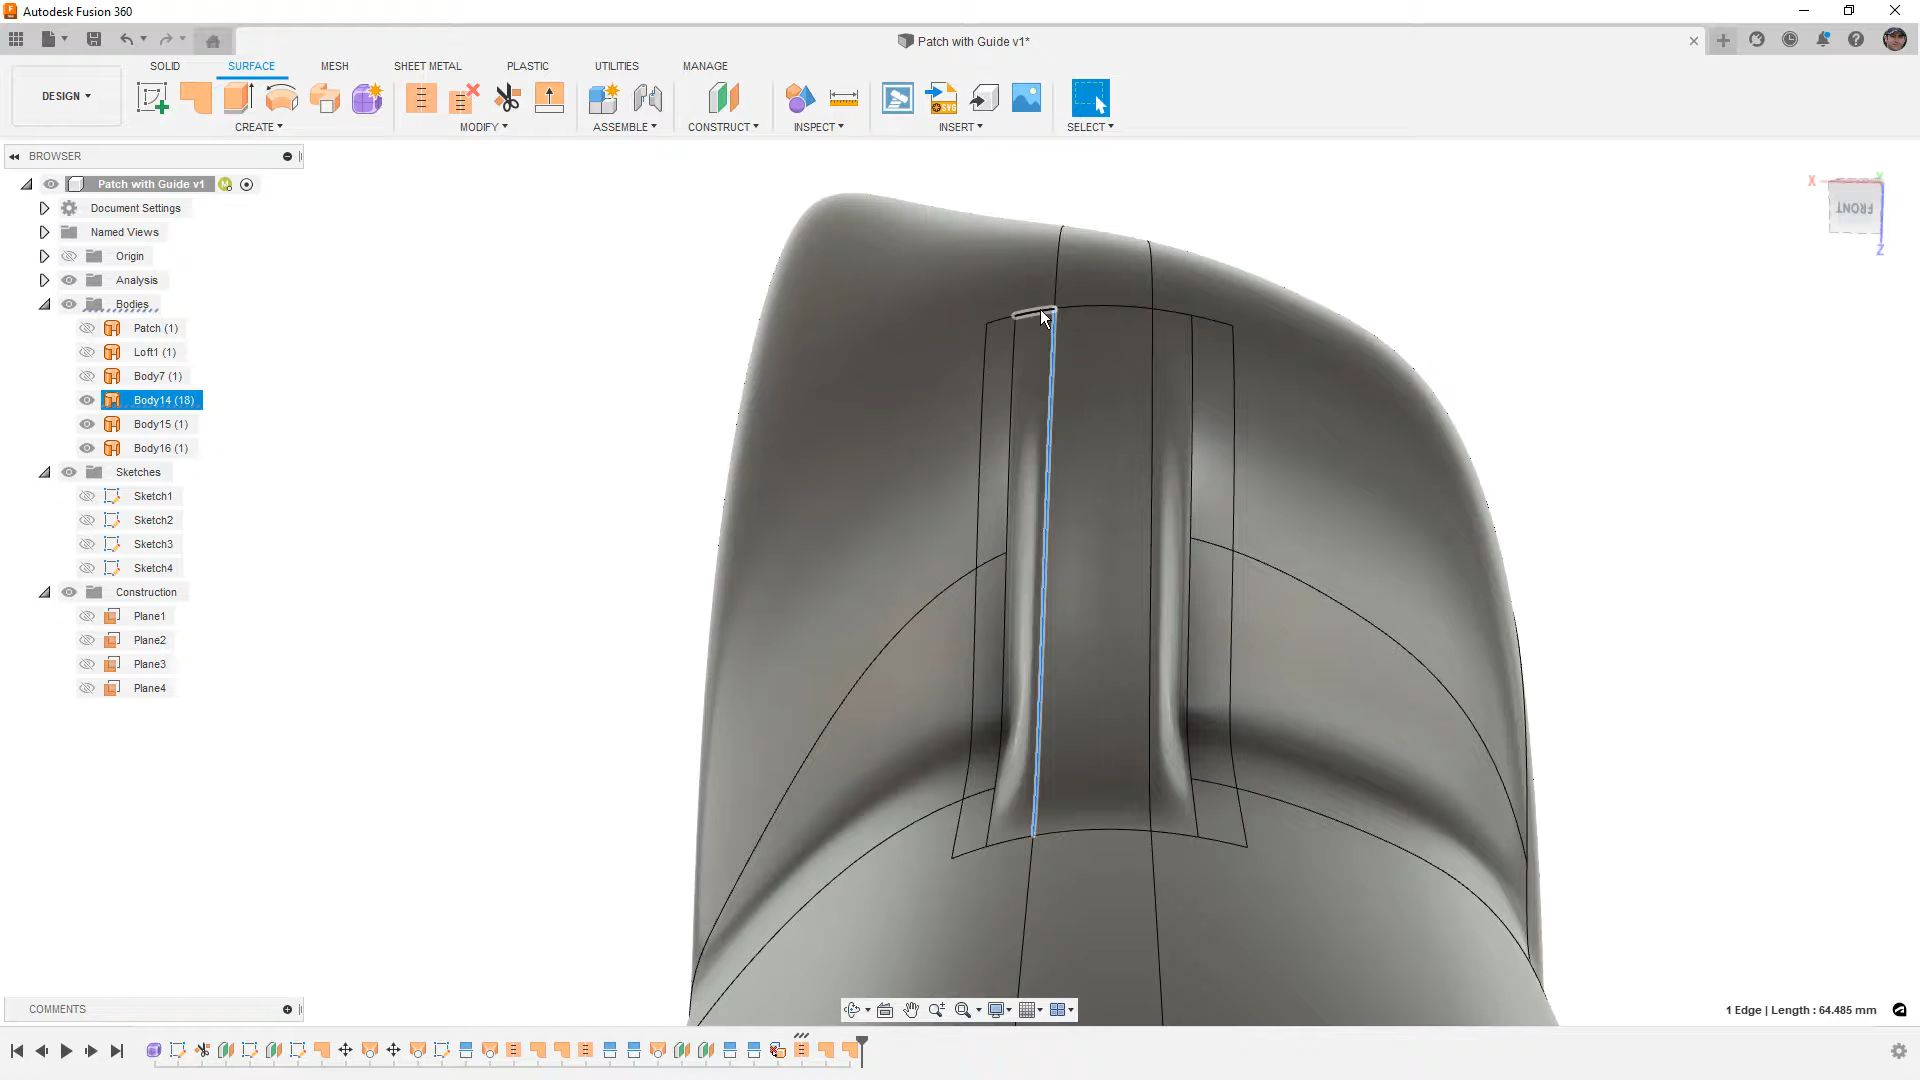 Autodesk Fusion 360
Patch with Guide v1*
SOLID SURFACE MESH SHEET METAL PLASTIC UTILITIES MANAGE
DESIGN
SVG
CREATE MODIFY ASSEMBLE CONSTRUCT INSPECT INSERT SELECT
BROWSER
Patch with Guide v1
Document Settings
Named Views
Origin
Analysis
Bodies
Patch (1)
Loft1 (1)
Body7 (1)
Body14 (18)
Body15 (1)
Body16 (1)
Sketches
Sketch1
Sketch2
Sketch3
Sketch4
Construction
Plane1
Plane2
Plane3
Plane4
X
Y
FRONT
Z
COMMENTS
1 Edge | Length : 64.485 mm